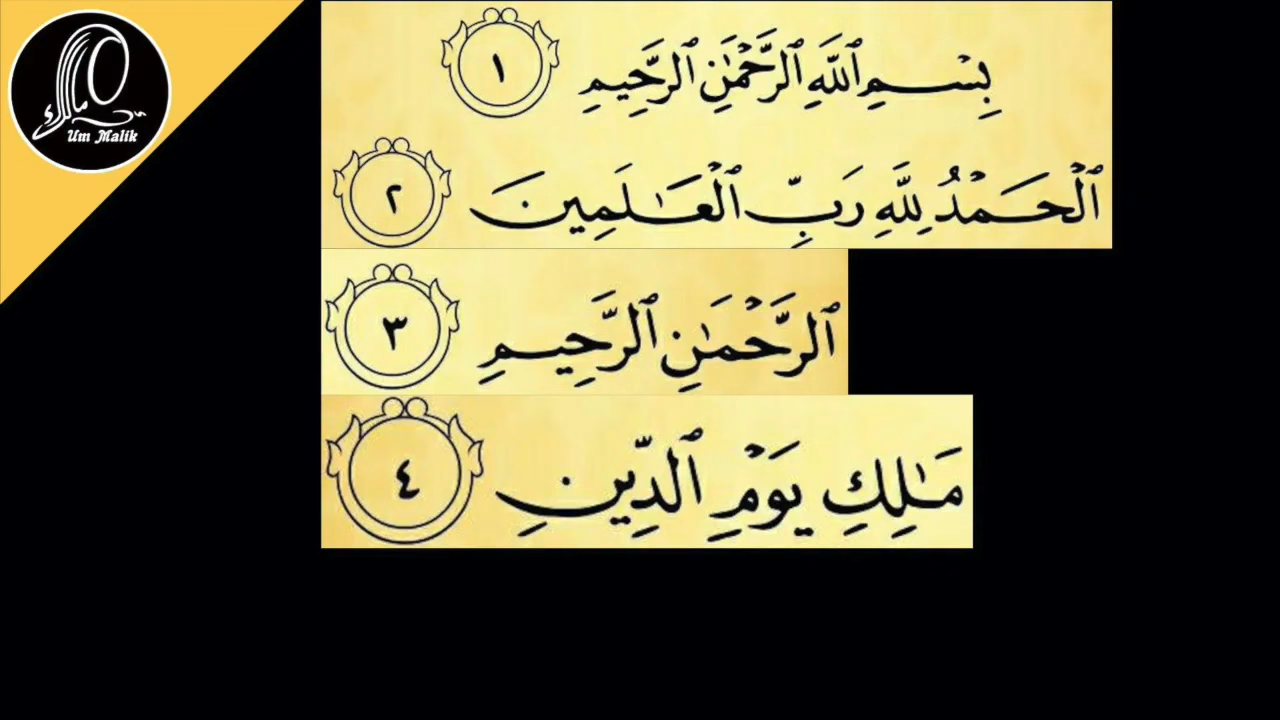 بِسْمِ ٱللَّهِ ٱلرَّحْمَٰنِ ٱلرَّحِيمِ ١
ٱلْحَمْدُ لِلَّهِ رَبِّ ٱلْعَٰلَمِينَ ٢
ٱلرَّحْمَٰنِ ٱلرَّحِيمِ ٣
مَٰلِكِ يَوْمِ ٱلدِّينِ ٤
Um Malik